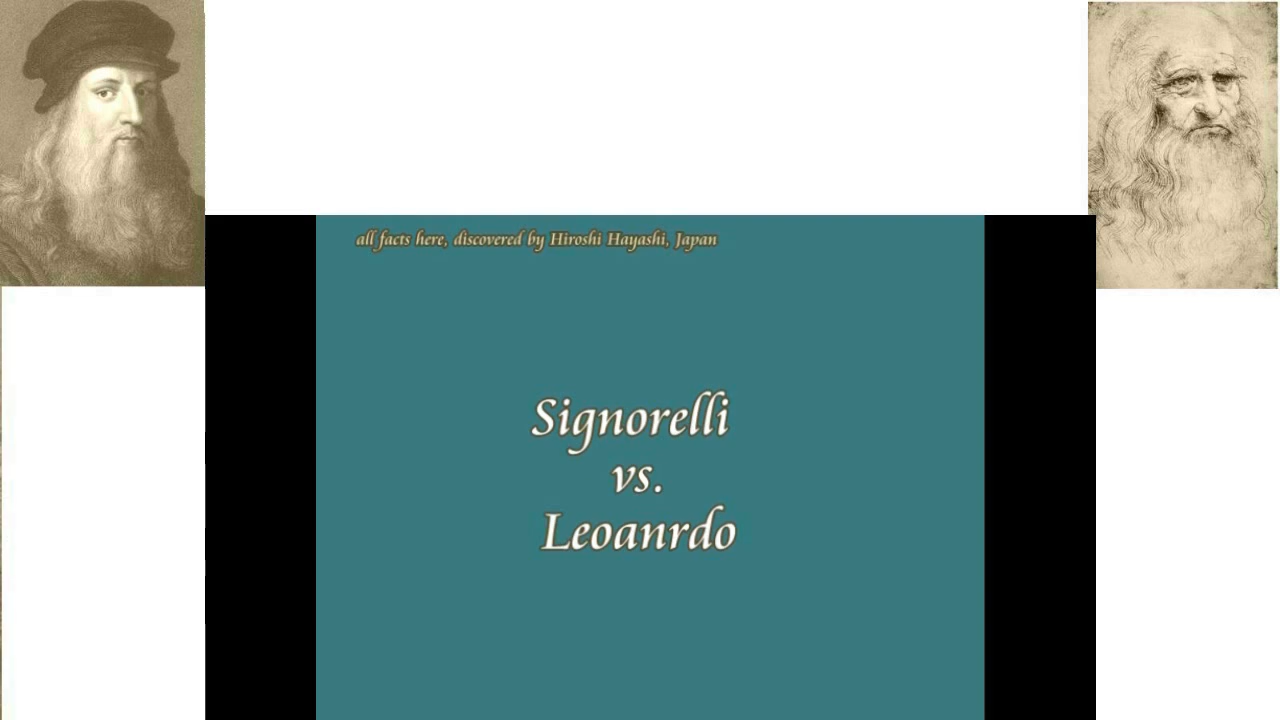 all facts here, discovered by Hiroshi Hayashi, Japan
Signorelli
vs.
Leoanrdo